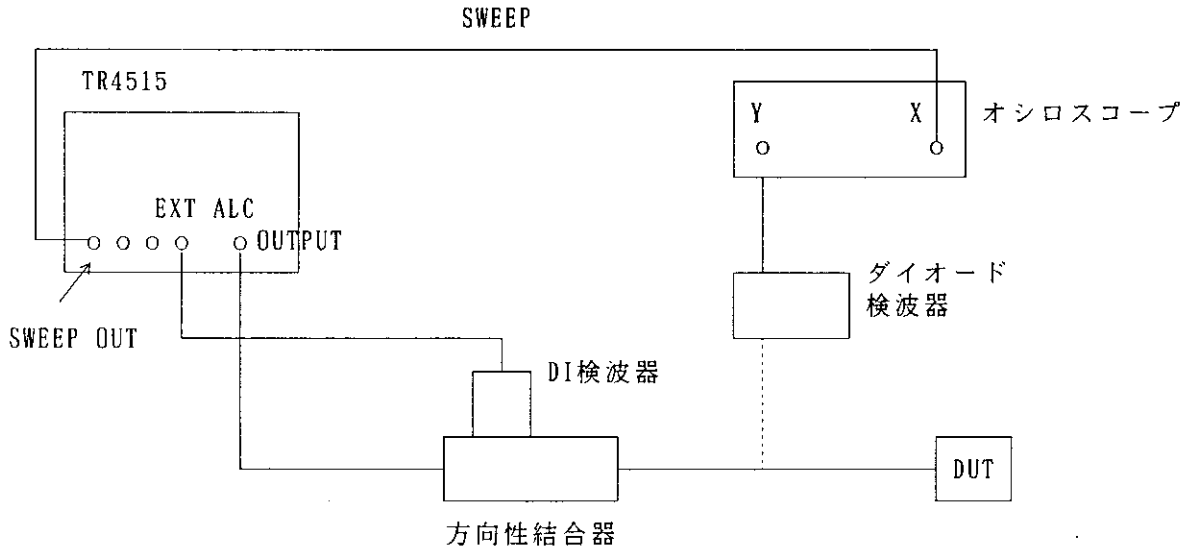 SWEEP
TR4515
Y
X
オシロスコープ
EXT ALC
OUTPUT
SWEEP OUT
ダイオード
検波器
DI検波器
DUT
方向性結合器